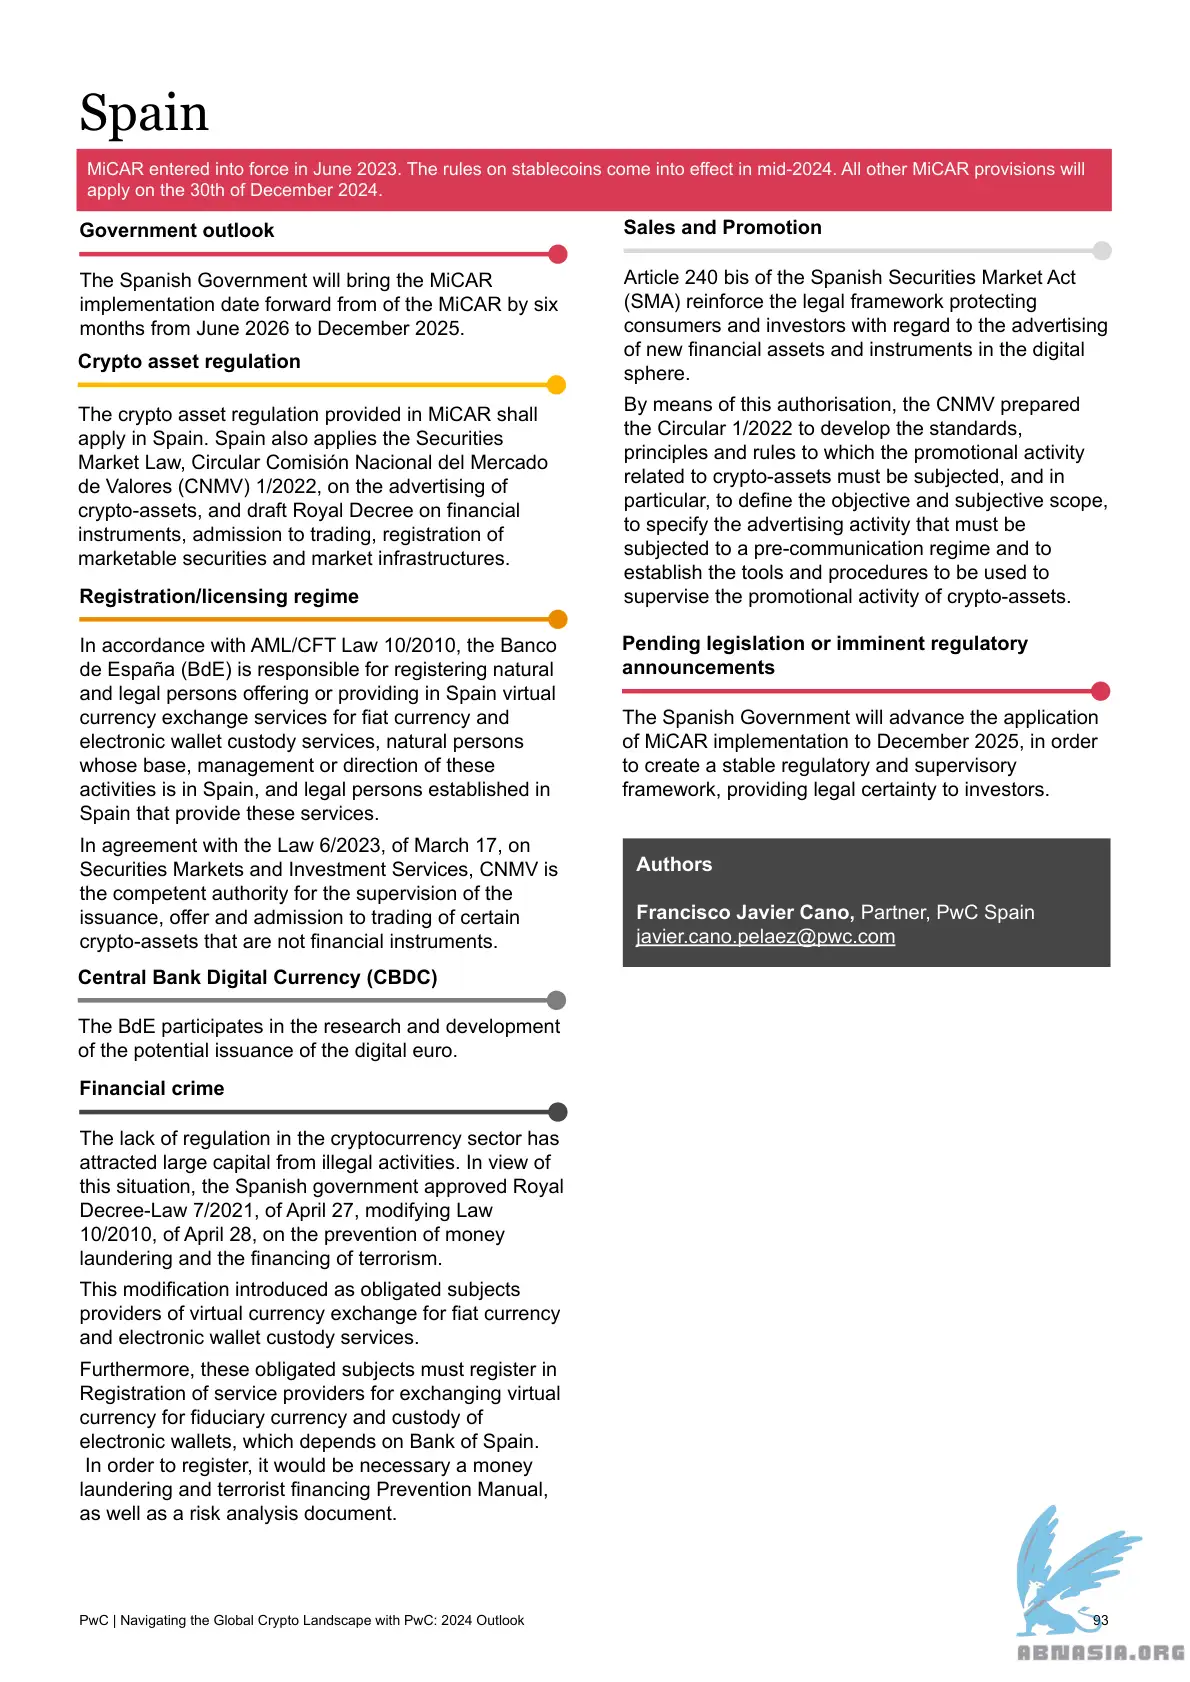 Spain
MiCAR entered into force in June 2023. The rules on stablecoins come into effect in mid-2024. All other MiCAR provisions will
apply on the 30th of December 2024.
Government outlook
The Spanish Government will bring the MiCAR
implementation date forward from of the MiCAR by six
months from June 2026 to December 2025.
Crypto asset regulation
The crypto asset regulation provided in MiCAR shall
apply in Spain. Spain also applies the Securities
Market Law, Circular Comisión Nacional del Mercado
de Valores (CNMV) 1/2022, on the advertising of
crypto-assets, and draft Royal Decree on financial
instruments, admission to trading, registration of
marketable securities and market infrastructures.
Registration/licensing regime
In accordance with AML/CFT Law 10/2010, the Banco
de España (BdE) is responsible for registering natural
and legal persons offering or providing in Spain virtual
currency exchange services for fiat currency and
electronic wallet custody services, natural persons
whose base, management or direction of these
activities is in Spain, and legal persons established in
Spain that provide these services.
In agreement with the Law 6/2023, of March 17, on
Securities Markets and Investment Services, CNMV is
the competent authority for the supervision of the
issuance, offer and admission to trading of certain
crypto-assets that are not financial instruments.
Central Bank Digital Currency (CBDC)
The BdE participates in the research and development
of the potential issuance of the digital euro.
Financial crime
The lack of regulation in the cryptocurrency sector has
attracted large capital from illegal activities. In view of
this situation, the Spanish government approved Royal
Decree-Law 7/2021, of April 27, modifying Law
10/2010, of April 28, on the prevention of money
laundering and the financing of terrorism.
This modification introduced as obligated subjects
providers of virtual currency exchange for fiat currency
and electronic wallet custody services.
Furthermore, these obligated subjects must register in
Registration of service providers for exchanging virtual
currency for fiduciary currency and custody of
electronic wallets, which depends on Bank of Spain.
In order to register, it would be necessary a money
laundering and terrorist financing Prevention Manual,
as well as a risk analysis document.
Sales and Promotion
Article 240 bis of the Spanish Securities Market Act
(SMA) reinforce the legal framework protecting
consumers and investors with regard to the advertising
of new financial assets and instruments in the digital
sphere.
By means of this authorisation, the CNMV prepared
the Circular 1/2022 to develop the standards,
principles and rules to which the promotional activity
related to crypto-assets must be subjected, and in
particular, to define the objective and subjective scope,
to specify the advertising activity that must be
subjected to a pre-communication regime and to
establish the tools and procedures to be used to
supervise the promotional activity of crypto-assets.
Pending legislation or imminent regulatory
announcements
The Spanish Government will advance the application
of MiCAR implementation to December 2025, in order
to create a stable regulatory and supervisory
framework, providing legal certainty to investors.
Authors
Francisco Javier Cano, Partner, PwC Spain
javier.cano.pelaez@pwc.com
PwC | Navigating the Global Crypto Landscape with PwC: 2024 Outlook
93
ABNASIA.ORG